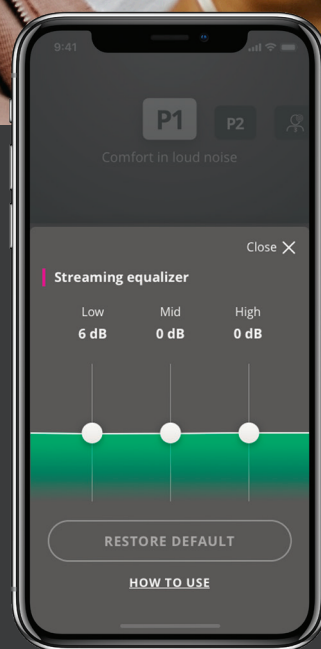 9:41
P1
P2
Comfort in loud noise
Close
Streaming equalizer
Low Mid High
6 dB 0 dB 0 dB
RESTORE DEFAULT
HOW TO USE